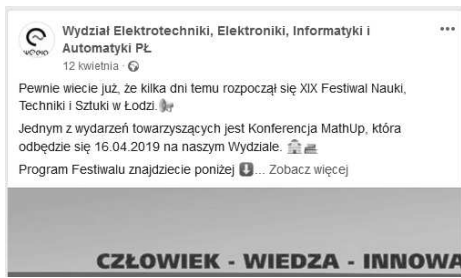 Wydział Elektrotechniki, Elektroniki, Informatyki i
Automatyki PŁ
12 kwietnia ·
Pewnie wiecie już, że kilka dni temu rozpoczął się XIX Festiwal Nauki,
Techniki i Sztuki w Łodzi.
Jednym z wydarzeń towarzyszących jest Konferencja MathUp, która
odbędzie się 16.04.2019 na naszym Wydziale.
Program Festiwalu znajdziecie poniżej ... Zobacz więcej
CZŁOWIEK - WIEDZA - INNOWA